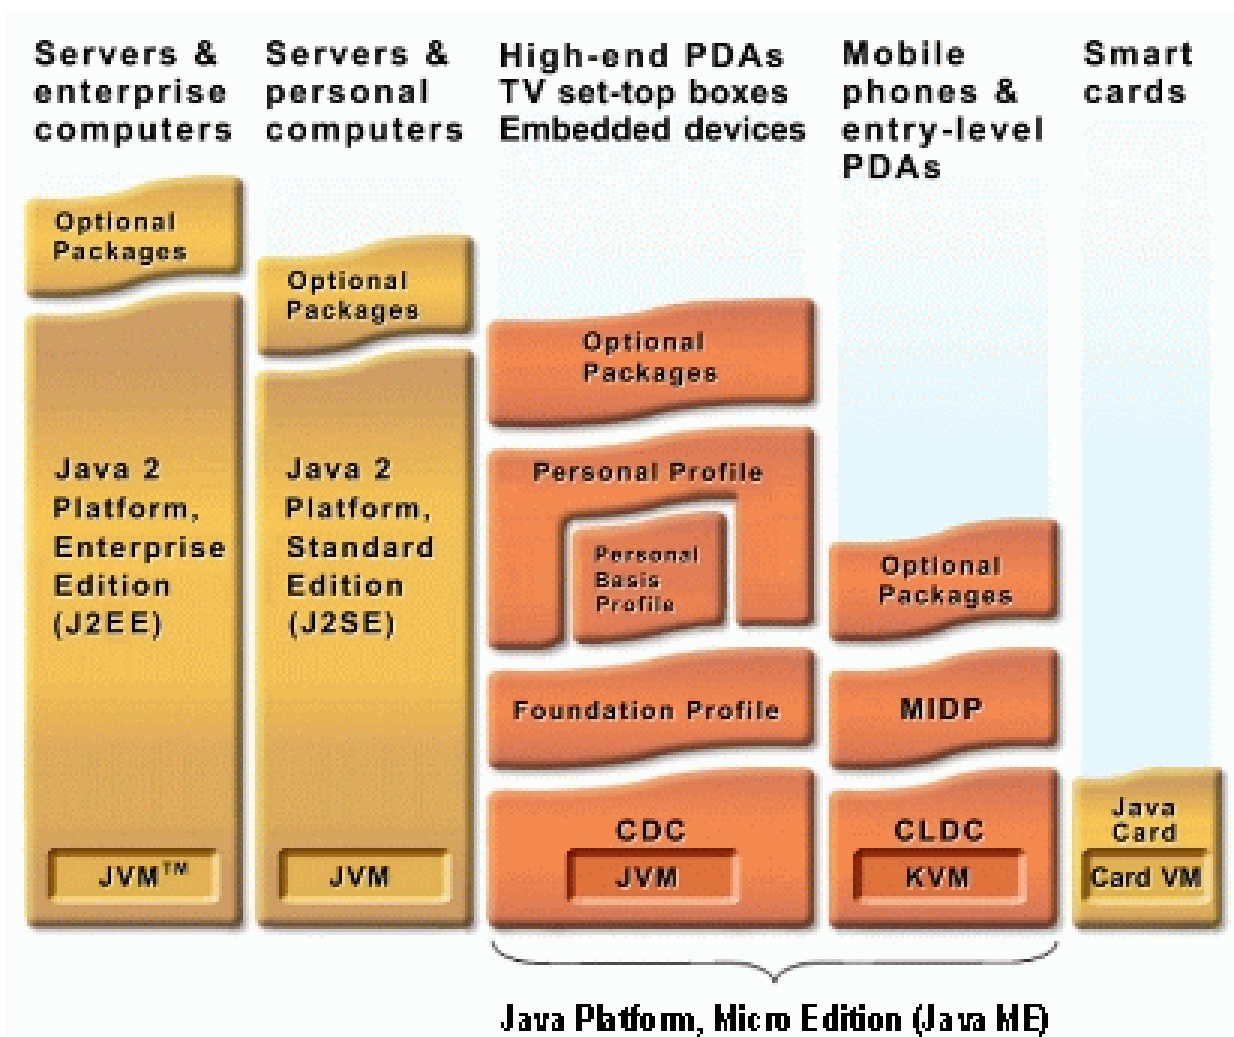 Servers &
enterprise
computers
Servers &
personal
computers
High-end PDAs
TV set-top boxes
Embedded devices
Mobile
phones &
entry-level
PDAs
Smart
cards
Optional
Packages
Java 2
Platform,
Enterprise
Edition
(J2EE)
JVM™
Optional
Packages
Java 2
Platform,
Standard
Edition
(J2SE)
JVM
Optional
Packages
Personal Profile
Personal
Basis
Profile
Foundation Profile
CDC
JVM
Optional
Packages
MIDP
CLDC
KVM
Java
Card
Card VM
Java Platform, Micro Edition (Java ME)